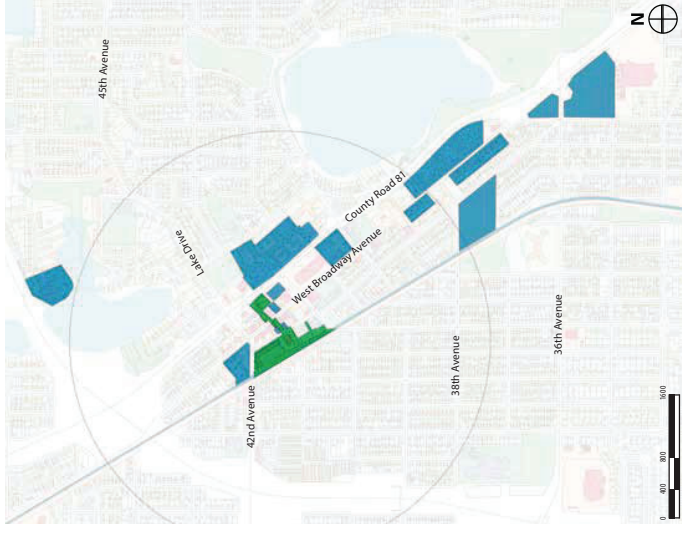 N
45th Avenue
Lake Drive
County Road 81
West Broadway Avenue
42nd Avenue
38th Avenue
36th Avenue
0 400 800 1600